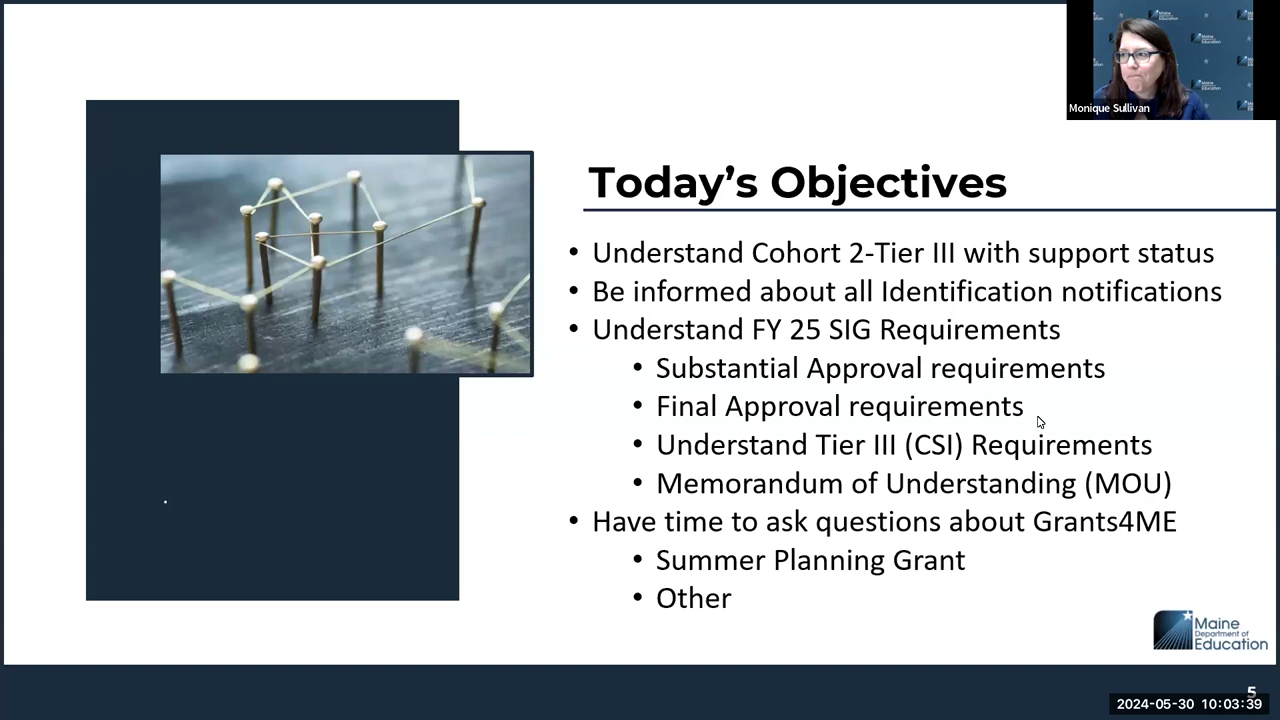 Monique Sullivan
Today’s Objectives
• Understand Cohort 2-Tier III with support status
• Be informed about all Identification notifications
• Understand FY 25 SIG Requirements
• Substantial Approval requirements
• Final Approval requirements
• Understand Tier III (CSI) Requirements
• Memorandum of Understanding (MOU)
• Have time to ask questions about Grants4ME
• Summer Planning Grant
• Other
Maine
Department of
Education
5
2024-05-30 10:03:39